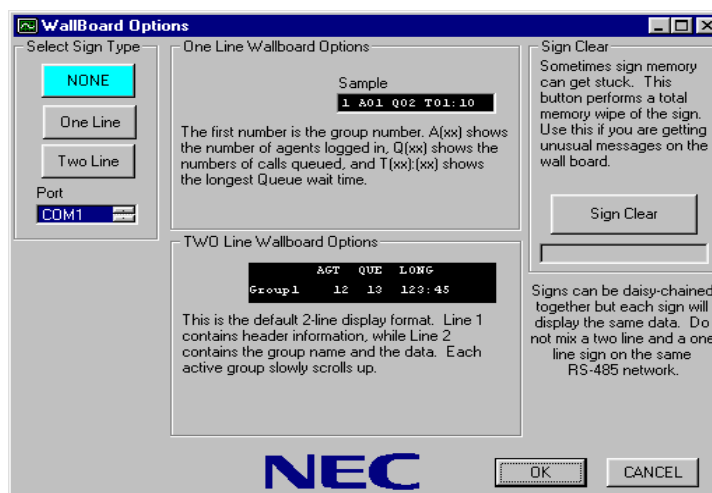 WallBoard Options
Select Sign Type
NONE
One Line
Two Line
Port
COM1
One Line Wallboard Options
Sample
1 A01 Q02 T01:10
The first number is the group number. A(xx) shows
the number of agents logged in, Q(xx) shows the
numbers of calls queued, and T(xx):(xx) shows
the longest Queue wait time.
TWO Line Wallboard Options
AGT QUE LONG
Group1 12 13 123:45
This is the default 2-line display format. Line 1
contains header information, while Line 2
contains the group name and the data. Each
active group slowly scrolls up.
Sign Clear
Sometimes sign memory
can get stuck. This
button performs a total
memory wipe of the sign.
Use this if you are getting
unusual messages on the
wall board.
Sign Clear
Signs can be daisy-chained
together but each sign will
display the same data. Do
not mix a two line and a one
line sign on the same
RS-485 network.
NEC
OK
CANCEL